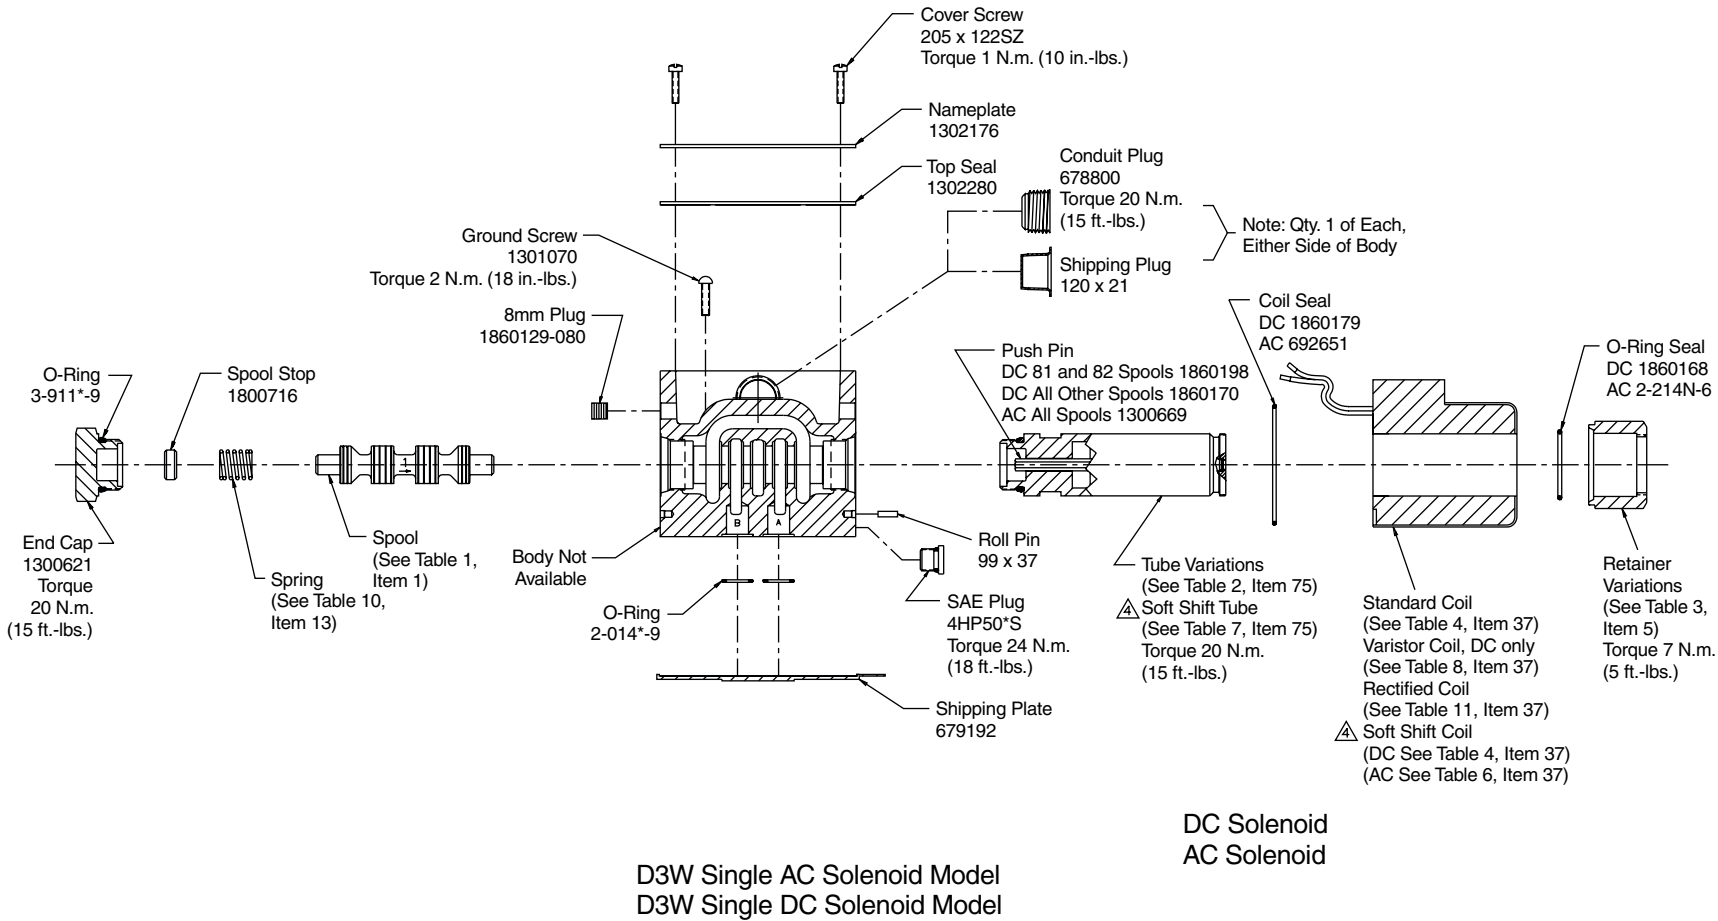 Cover Screw
205 x 122SZ
Torque 1 N.m. (10 in.-lbs.)
Nameplate
1302176
Top Seal
1302280
Conduit Plug
678800
Torque 20 N.m.
(15 ft.-lbs.)
Note: Qty. 1 of Each,
Either Side of Body
Shipping Plug
120 x 21
Ground Screw
1301070
Torque 2 N.m. (18 in.-lbs.)
8mm Plug
1860129-080
O-Ring
3-911*-9
Spool Stop
1800716
Push Pin
DC 81 and 82 Spools 1860198
DC All Other Spools 1860170
AC All Spools 1300669
Coil Seal
DC 1860179
AC 692651
O-Ring Seal
DC 1860168
AC 2-214N-6
1
B
A
End Cap
1300621
Torque
20 N.m.
(15 ft.-lbs.)
Spring
(See Table 10,
Item 13)
Spool
(See Table 1,
Item 1)
Body Not
Available
O-Ring
2-014*-9
Roll Pin
99 x 37
SAE Plug
4HP50*S
Torque 24 N.m.
(18 ft.-lbs.)
Shipping Plate
679192
Tube Variations
(See Table 2, Item 75)
4 Soft Shift Tube
(See Table 7, Item 75)
Torque 20 N.m.
(15 ft.-lbs.)
Standard Coil
(See Table 4, Item 37)
Varistor Coil, DC only
(See Table 8, Item 37)
Rectified Coil
(See Table 11, Item 37)
4 Soft Shift Coil
(DC See Table 4, Item 37)
(AC See Table 6, Item 37)
Retainer
Variations
(See Table 3,
Item 5)
Torque 7 N.m.
(5 ft.-lbs.)
DC Solenoid
AC Solenoid
D3W Single AC Solenoid Model
D3W Single DC Solenoid Model